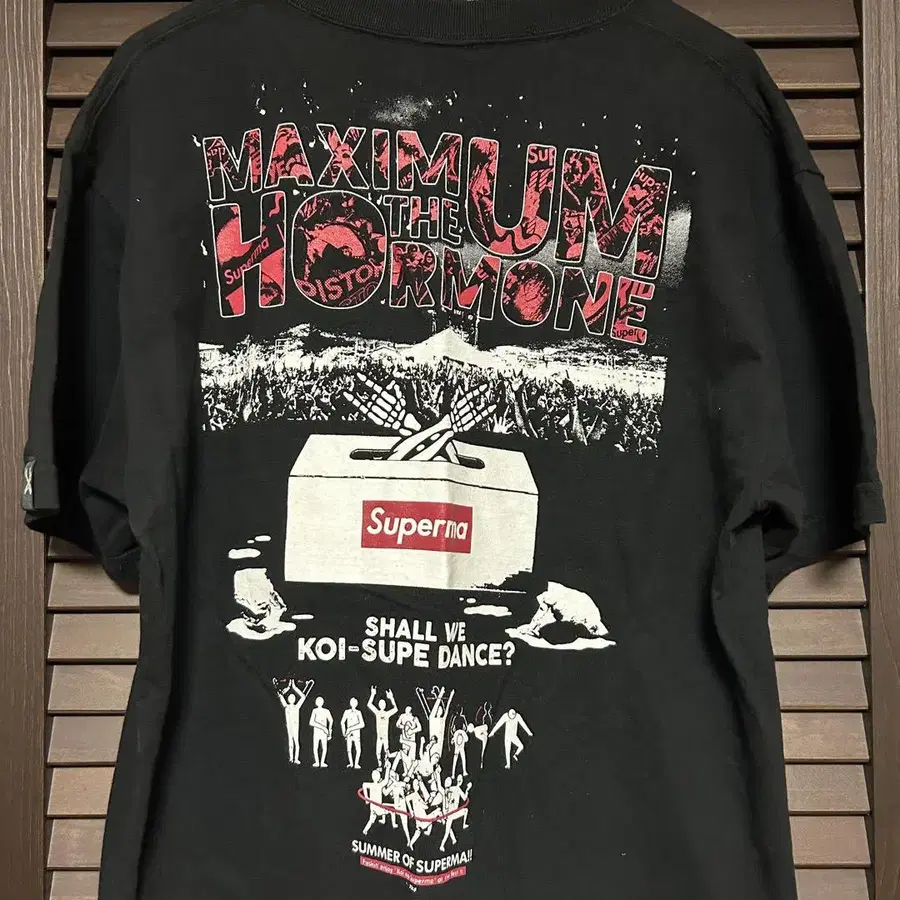 MAXIMUM
THE
HORMONE
Superma
SHALL WE
KOI-SUPE DANCE?
SUMMER OF SUPERMA!!